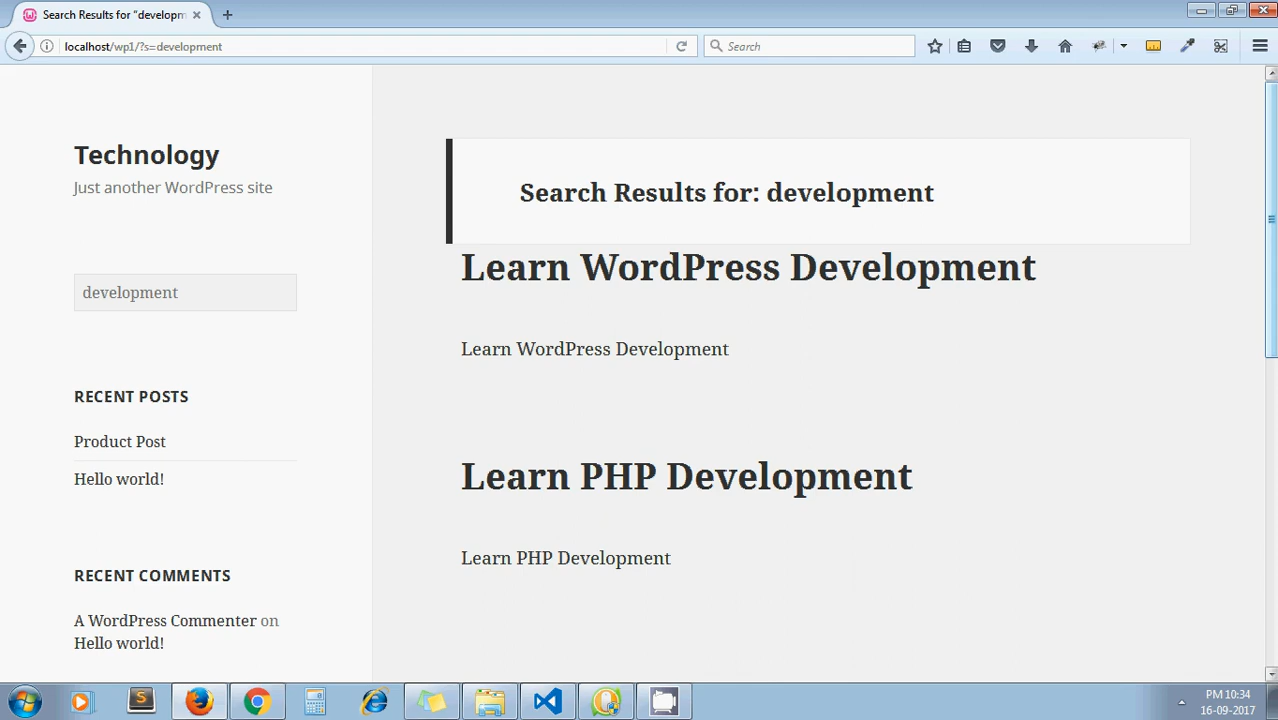 Search Results for “developm
localhost/wp1/?s=development
Search
Technology
Just another WordPress site
development
RECENT POSTS
Product Post
Hello world!
RECENT COMMENTS
A WordPress Commenter on
Hello world!
Search Results for: development
Learn WordPress Development
Learn WordPress Development
Learn PHP Development
Learn PHP Development
PM 10:34
16-09-2017